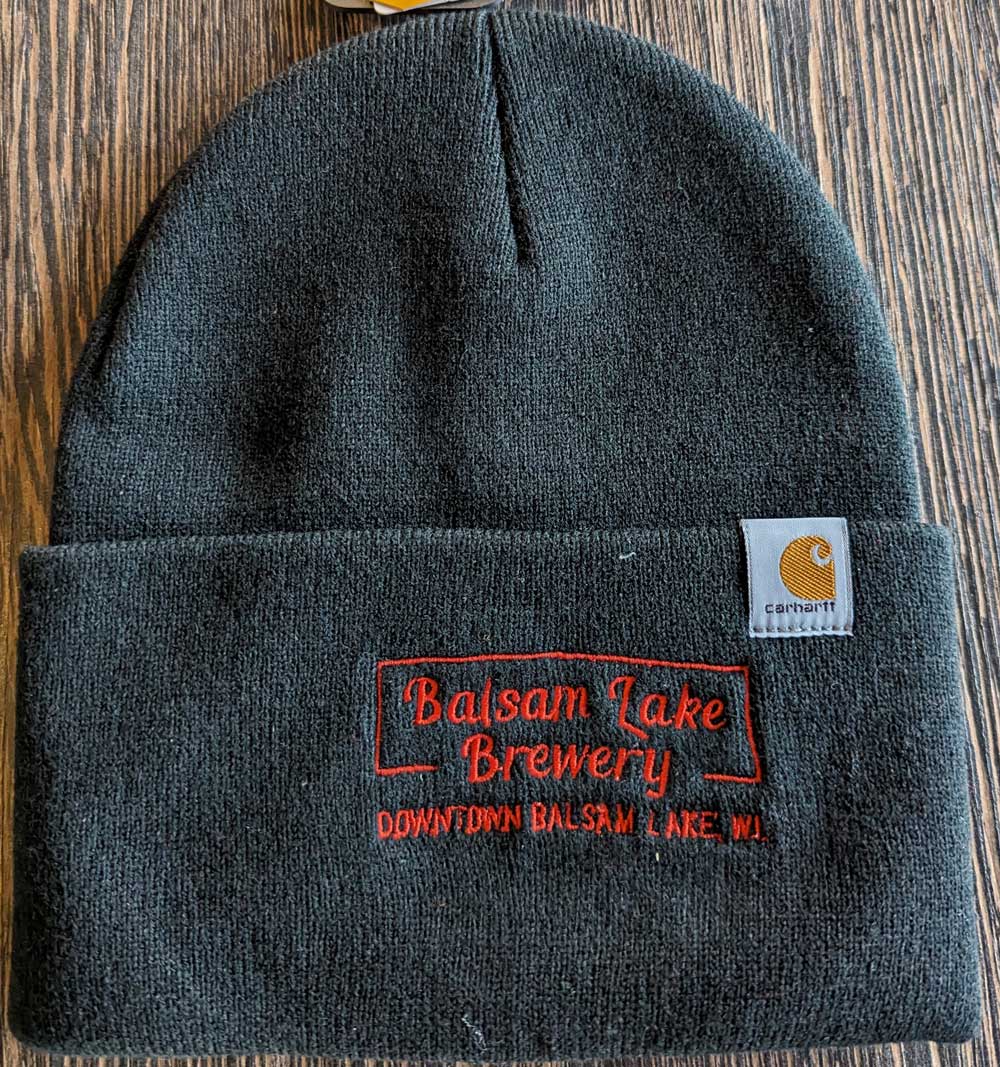 carhartt
Balsam Lake
Brewery
DOWNTOWN BALSAM LAKE, WI.